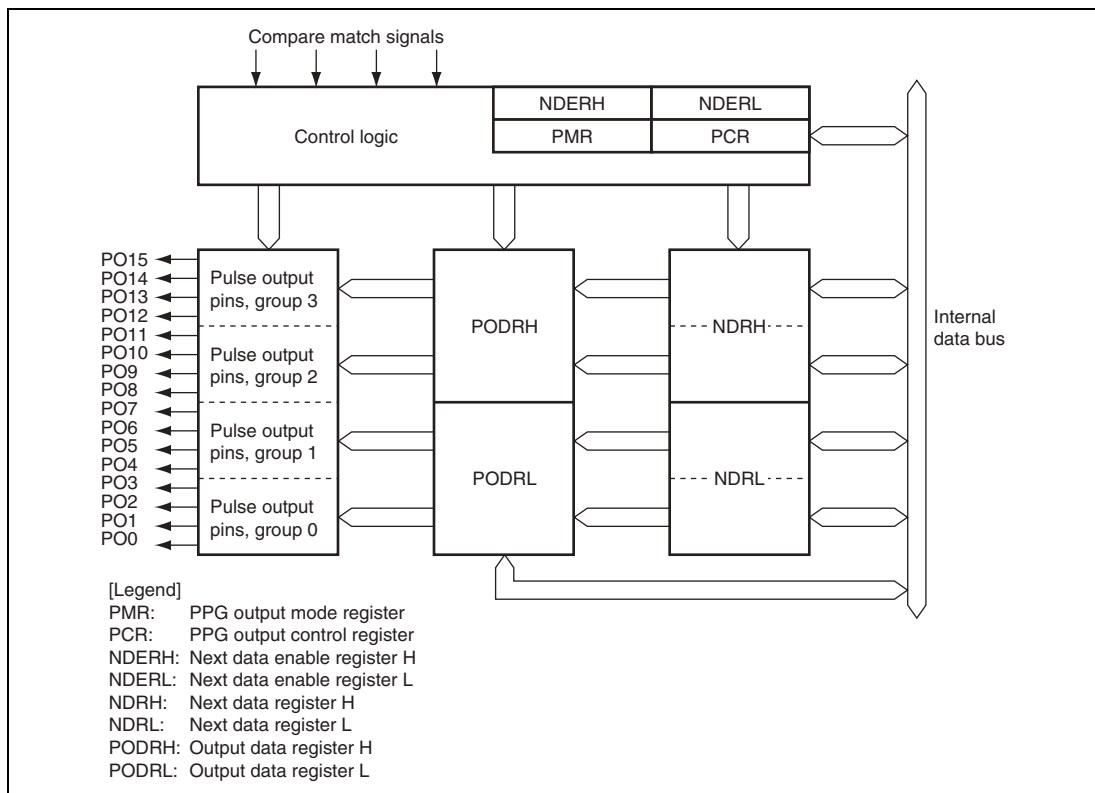 Compare match signals
Control logic
NDERH
NDERL
PMR
PCR
PO15
PO14
PO13
PO12
PO11
PO10
PO9
PO8
PO7
PO6
PO5
PO4
PO3
PO2
PO1
PO0
Pulse output
pins, group 3
Pulse output
pins, group 2
Pulse output
pins, group 1
Pulse output
pins, group 0
PODRH
PODRL
NDRH
NDRL
Internal
data bus
[Legend]
PMR: PPG output mode register
PCR: PPG output control register
NDERH: Next data enable register H
NDERL: Next data enable register L
NDRH: Next data register H
NDRL: Next data register L
PODRH: Output data register H
PODRL: Output data register L